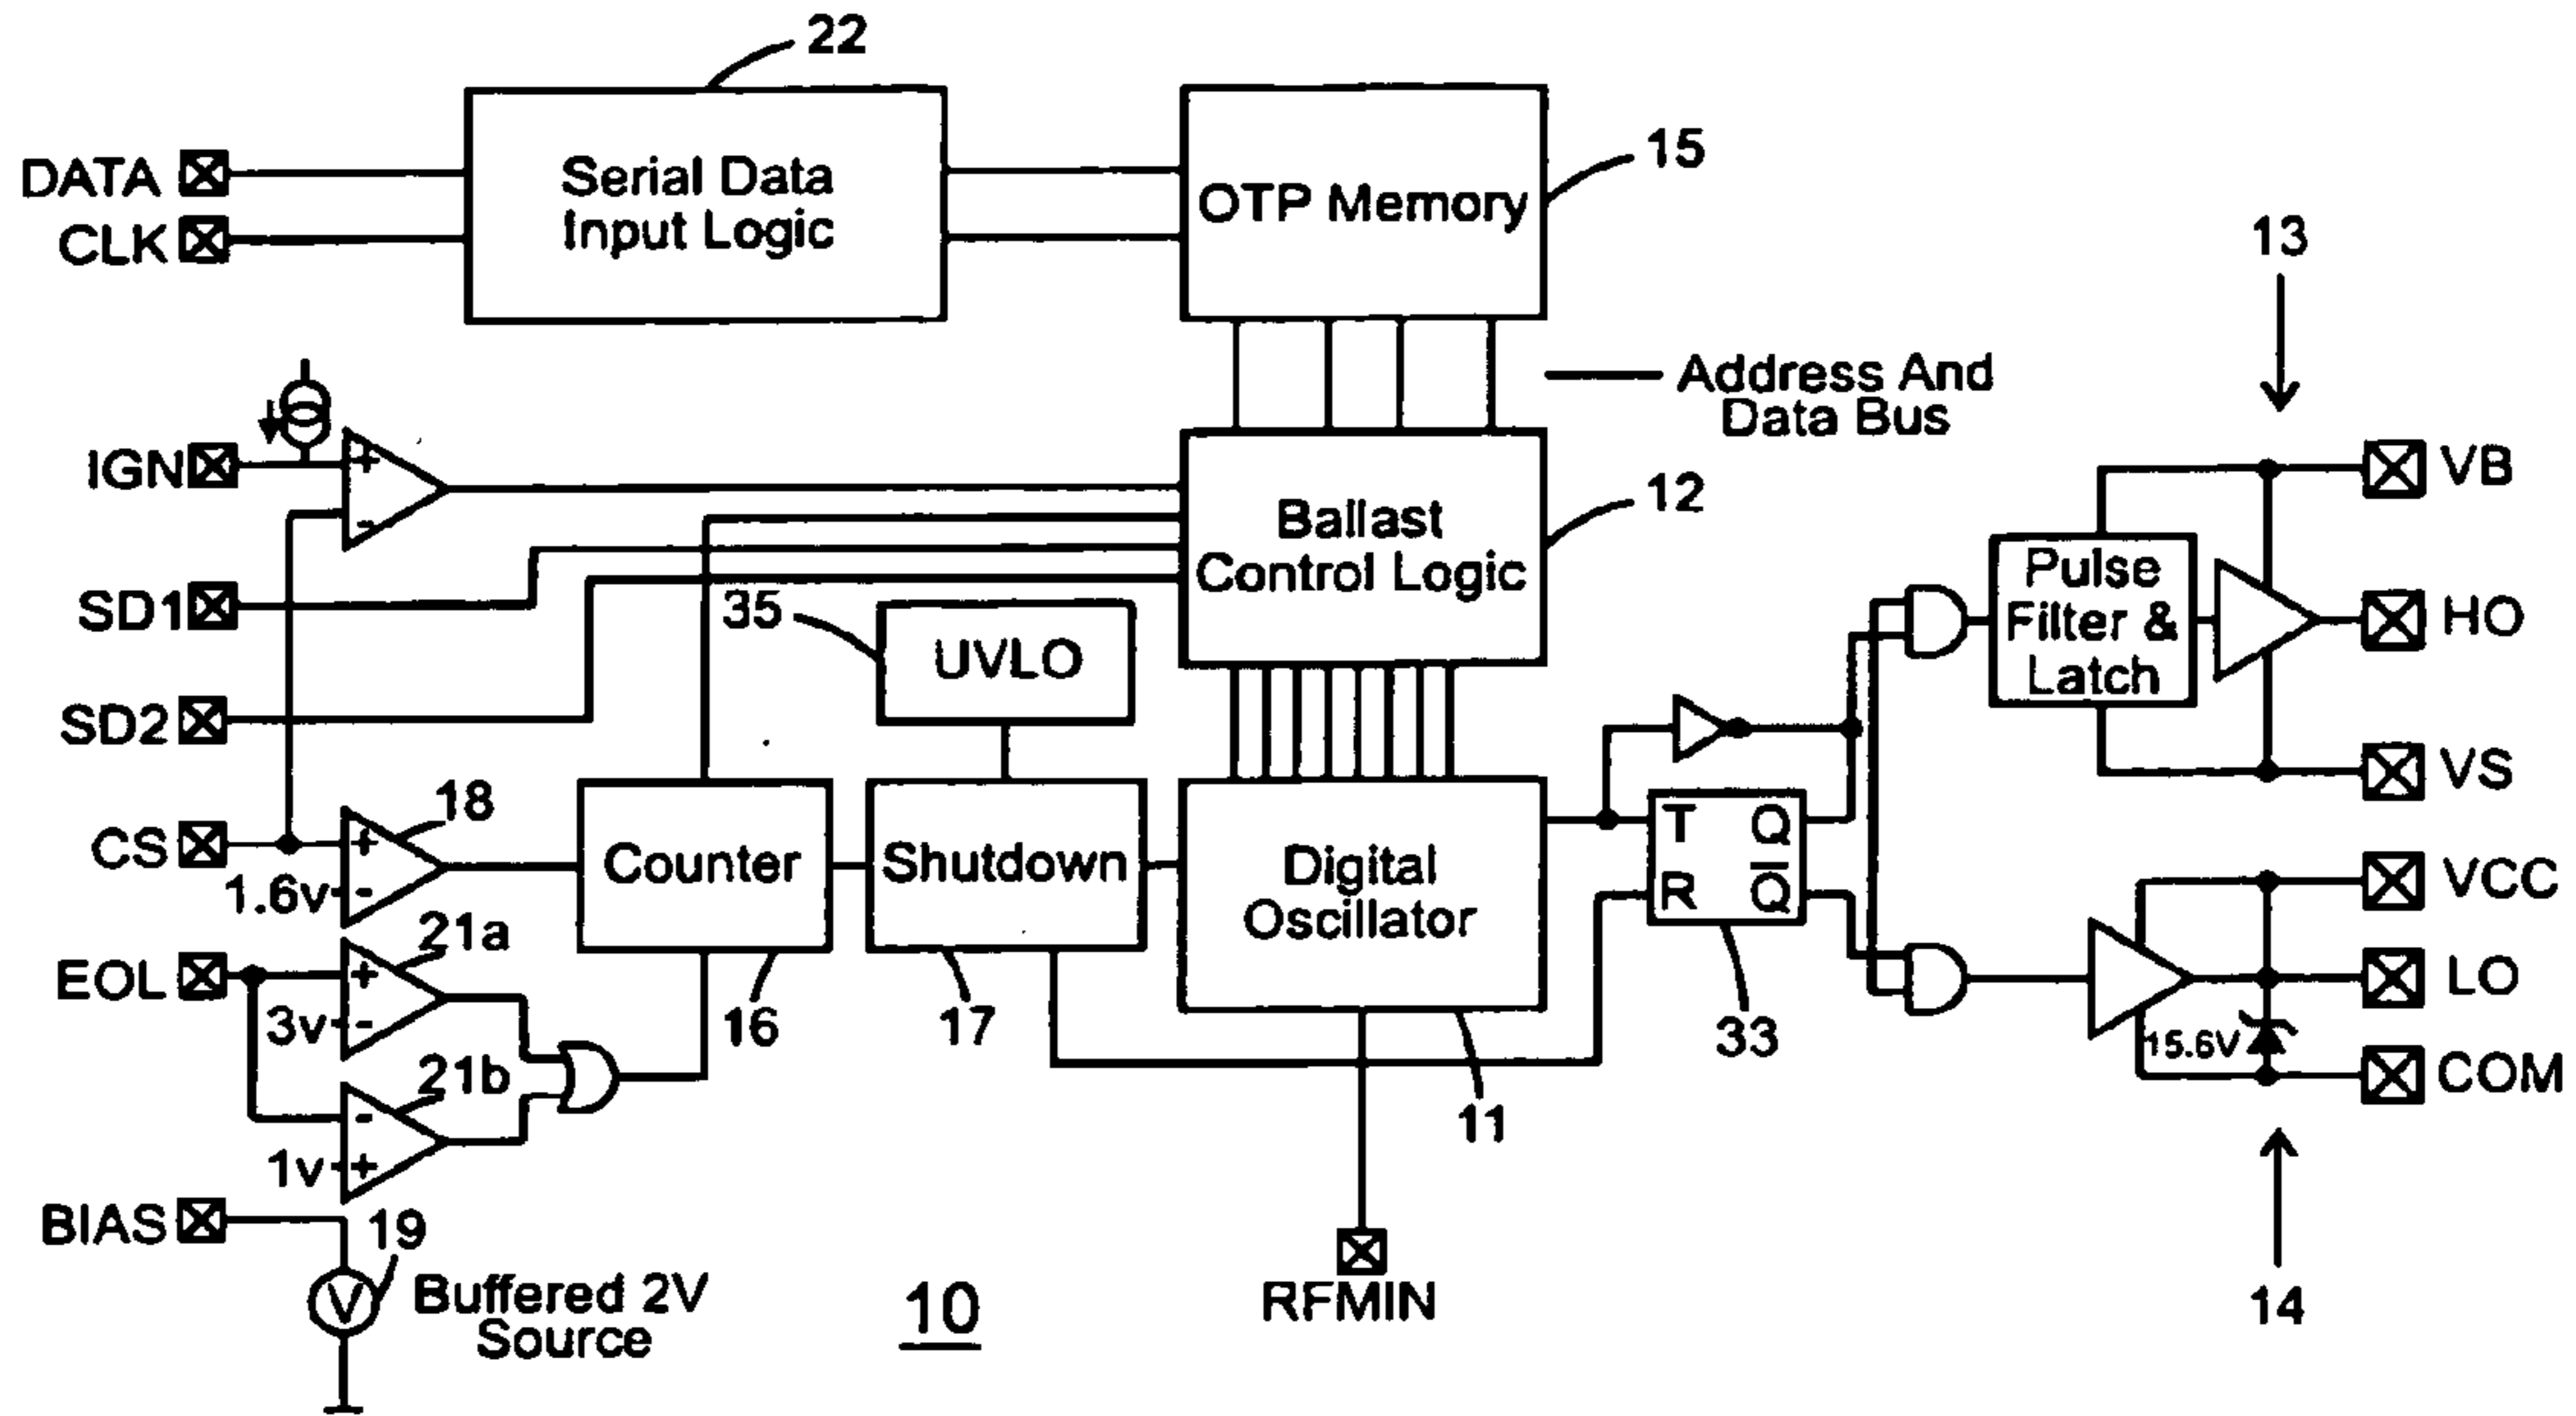 22
DATA
CLK
Serial Data
Input Logic
OTP Memory
15
13
Address And
Data Bus
IGN
+
-
SD1
SD2
Ballast
Control Logic
12
35
UVLO
VB
Pulse
Filter &
Latch
HO
VS
CS
1.6v
+
-
18
Counter
16
Shutdown
17
Digital
Oscillator
11
T
Q
R
Q̅
33
VCC
LO
15.6V
COM
14
EOL
3v
+
-
21a
1v
-
+
21b
BIAS
19
V
Buffered 2V
Source
10
RFMIN